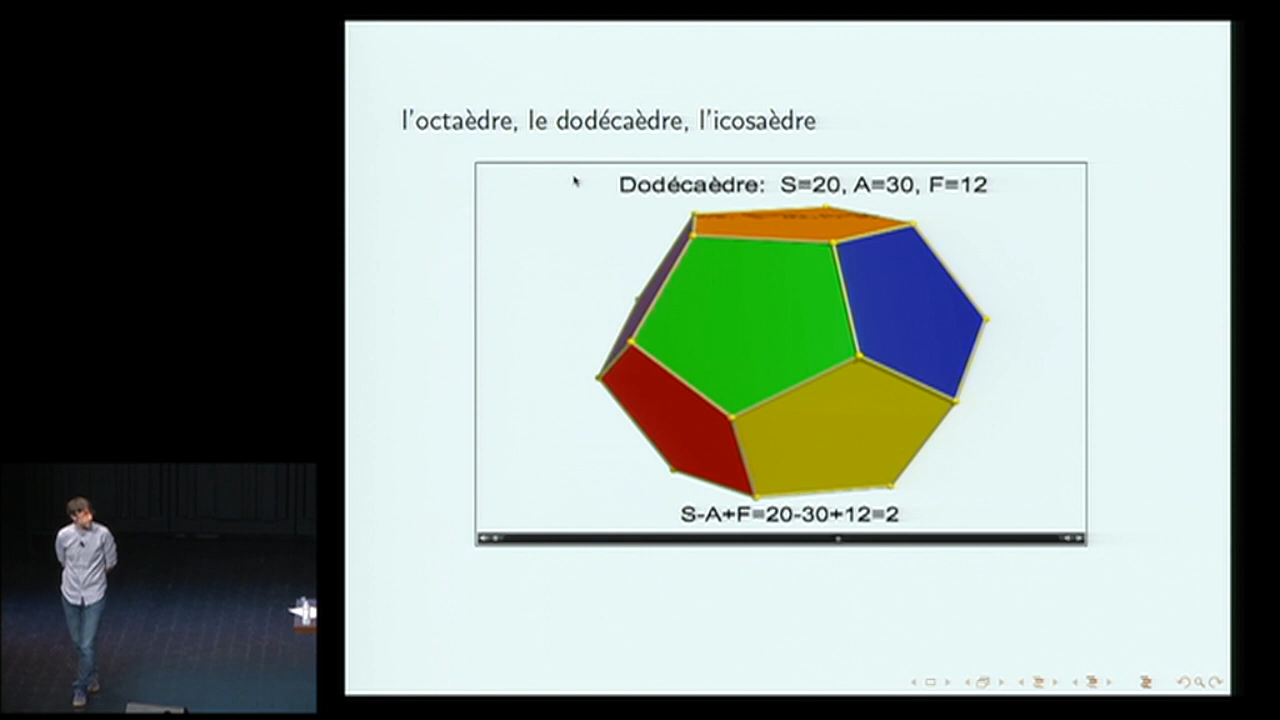 l'octaèdre, le dodécaèdre, l'icosaèdre
Dodécaèdre: S=20, A=30, F=12
S-A+F=20-30+12=2